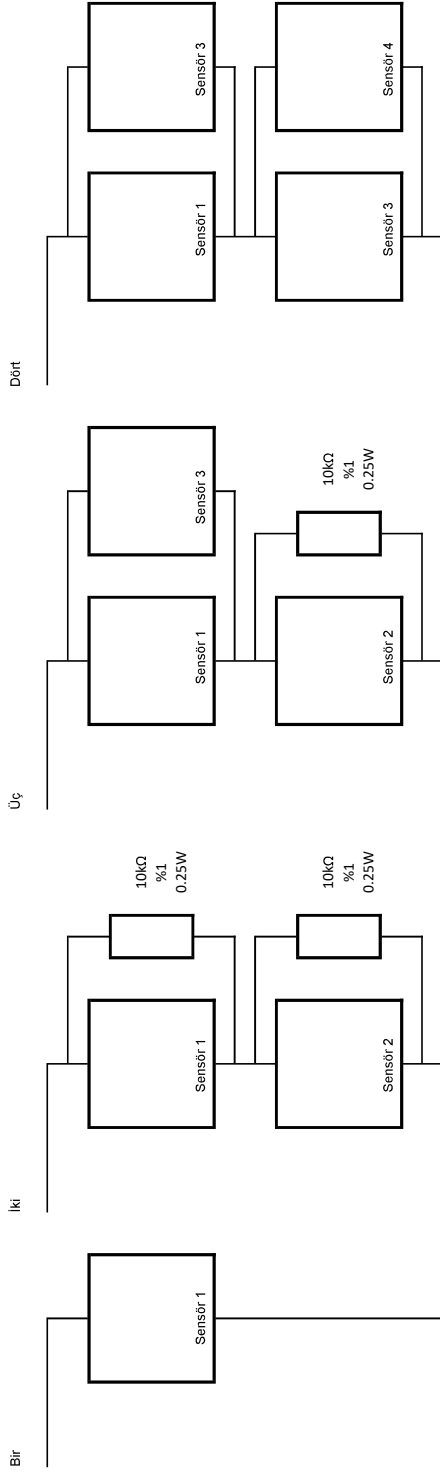 Bir
Sensör 1
İki
Sensör 1
10kΩ
%1
0.25W
Sensör 2
10kΩ
%1
0.25W
Üç
Sensör 1
Sensör 3
Sensör 2
10kΩ
%1
0.25W
Dört
Sensör 1
Sensör 3
Sensör 3
Sensör 4